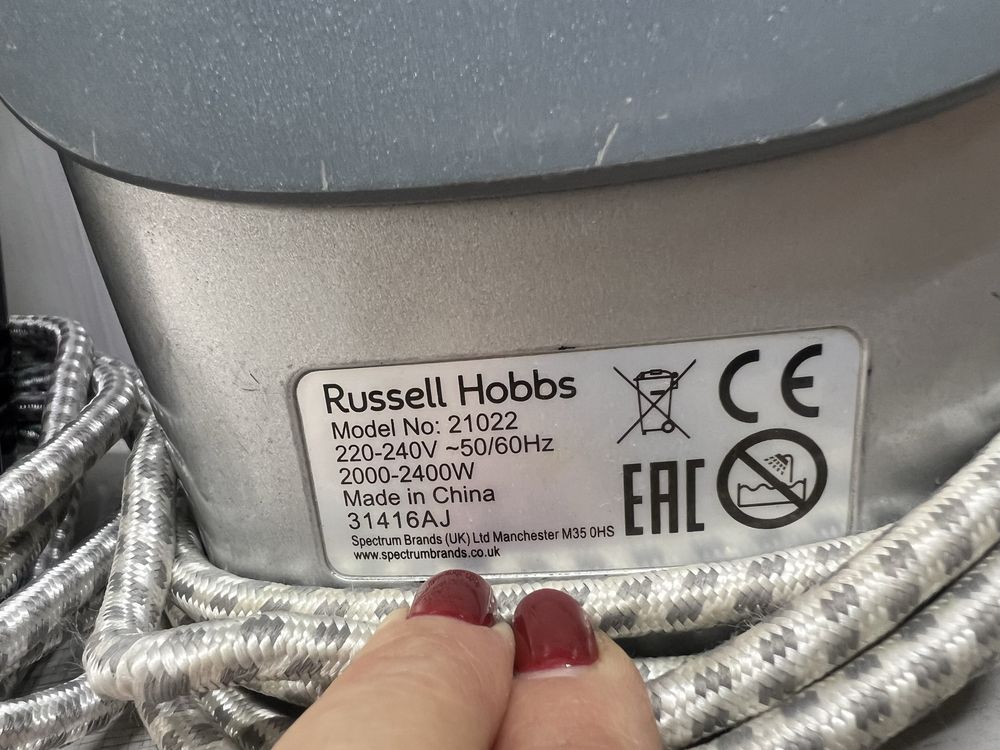 Russell Hobbs
Model No: 21022
220-240V ~50/60Hz
2000-2400W
Made in China
31416AJ
Spectrum Brands (UK) Ltd Manchester M35 0HS
www.spectrumbrands.co.uk
CE
EAC